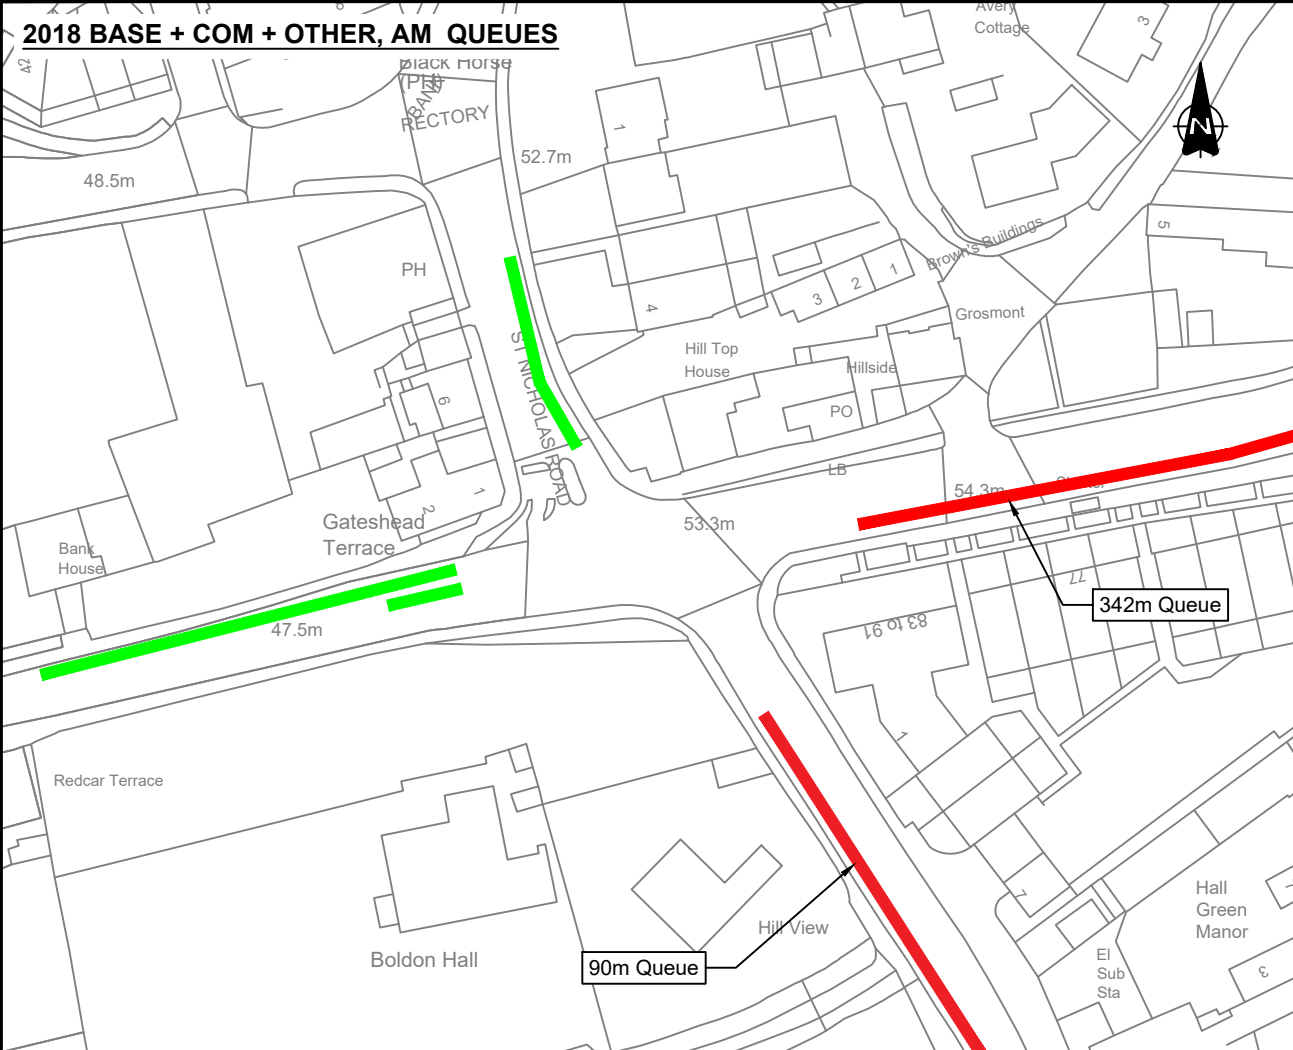 2018 BASE + COM + OTHER, AM QUEUES
42
Black Horse
(PH)
BANK
RECTORY
48.5m
52.7m
1
Avery
Cottage
3
N
5
Brown's Buildings
PH
4
3
2
1
Grosmont
Hill Top
House
Hillside
ST NICHOLAS ROAD
6
PO
LB
54.3m
1
2
Gateshead
Terrace
53.3m
Bank
House
77
342m Queue
83 to 91
47.5m
1
Redcar Terrace
7
Hall
Green
Manor
Hill View
Boldon Hall
90m Queue
El
Sub
Sta
3